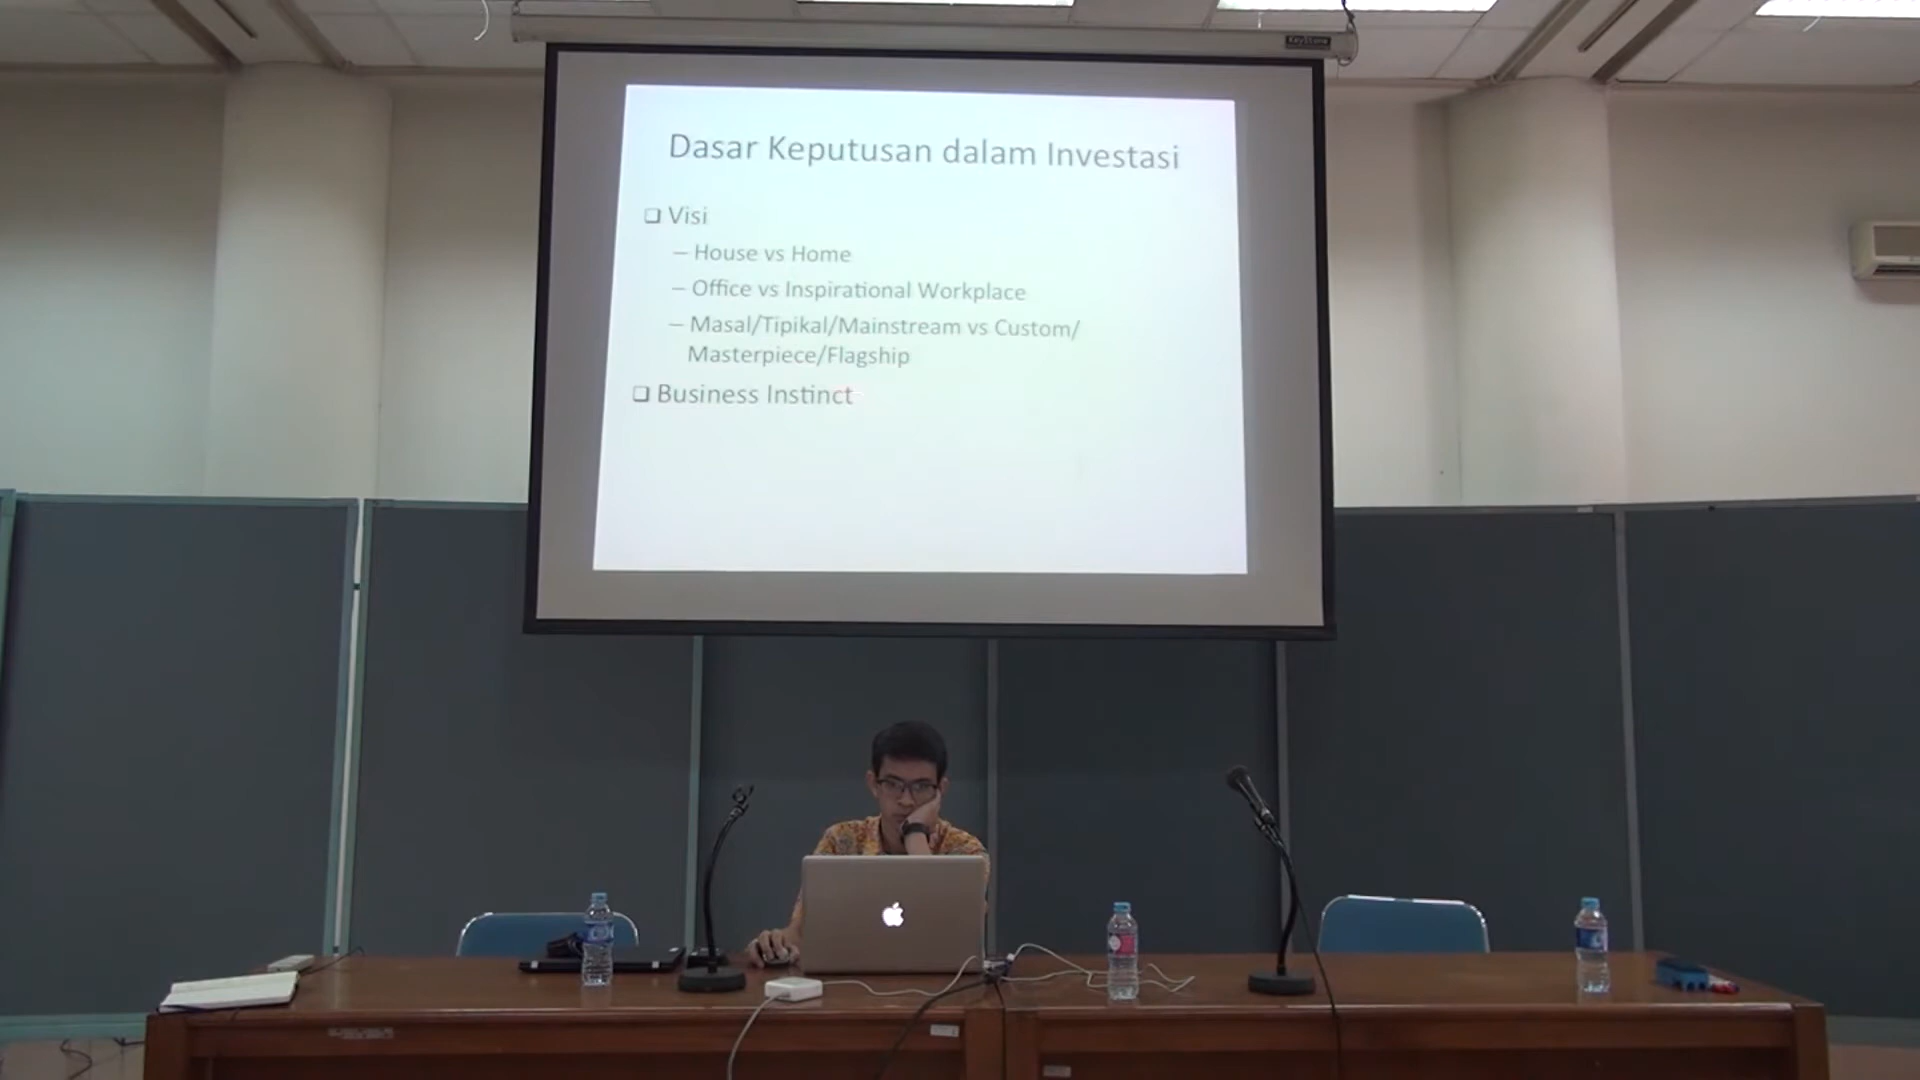 KeyStone
Dasar Keputusan dalam Investasi
❑ Visi
– House vs Home
– Office vs Inspirational Workplace
– Masal/Tipikal/Mainstream vs Custom/
Masterpiece/Flagship
❑ Business Instinct